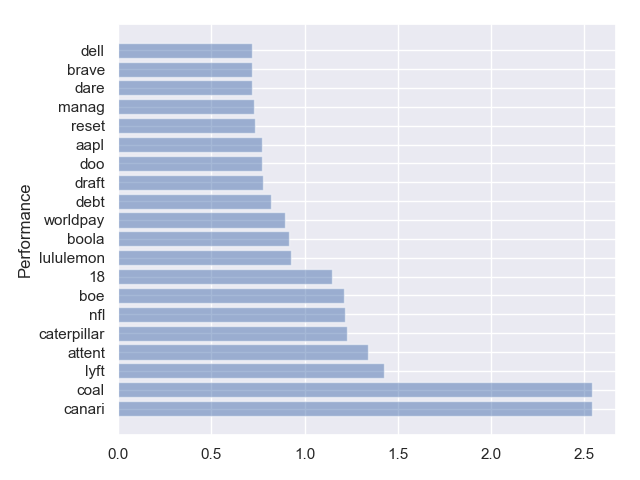 dell
brave
dare
manag
reset
aapl
doo
draft
debt
worldpay
boola
lululemon
18
boe
nfl
caterpillar
attent
lyft
coal
canari
Performance
0.0 0.5 1.0 1.5 2.0 2.5